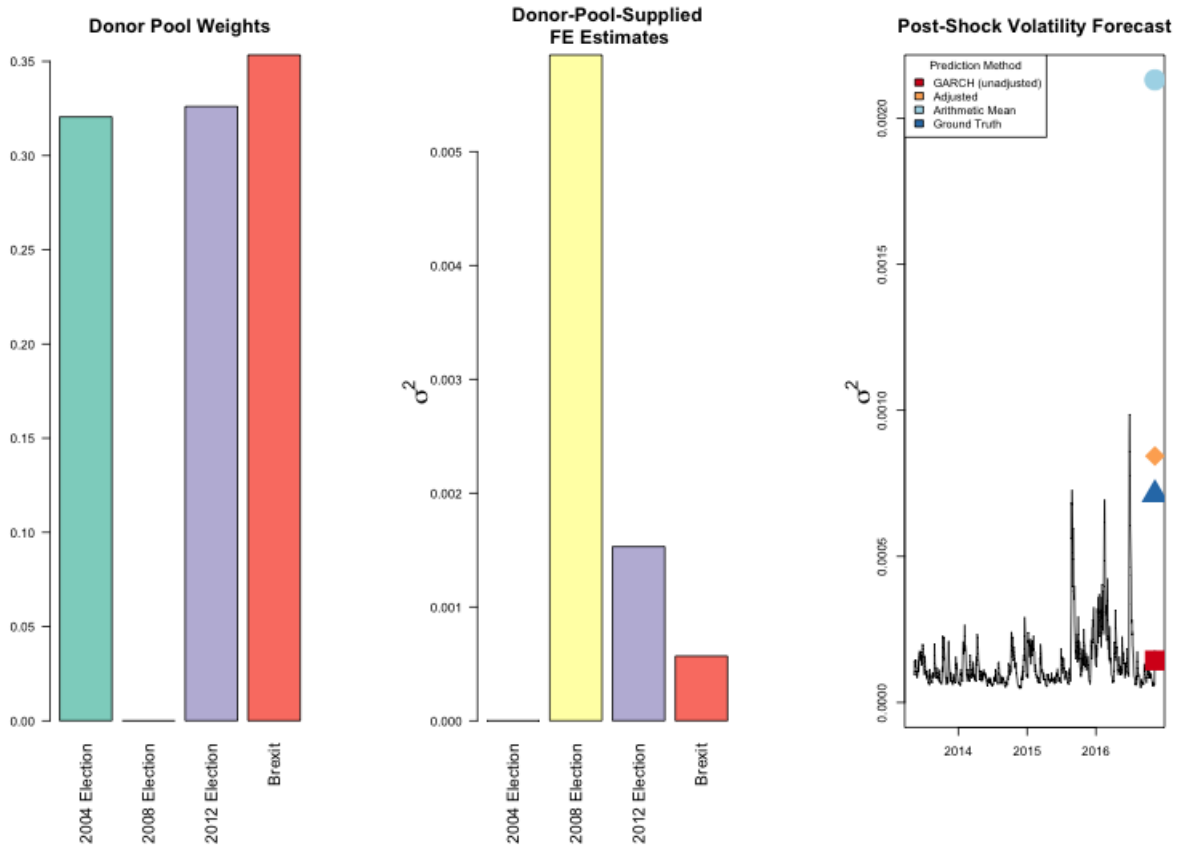 Donor Pool Weights
0.35
0.30
0.25
0.20
0.15
0.10
0.05
0.00
2004 Election
2008 Election
2012 Election
Brexit
Donor-Pool-Supplied
FE Estimates
σ²
0.005
0.004
0.003
0.002
0.001
0.000
2004 Election
2008 Election
2012 Election
Brexit
Post-Shock Volatility Forecast
Prediction Method
GARCH (unadjusted)
Adjusted
Arithmetic Mean
Ground Truth
σ²
0.0020
0.0015
0.0010
0.0005
0.0000
2014
2015
2016